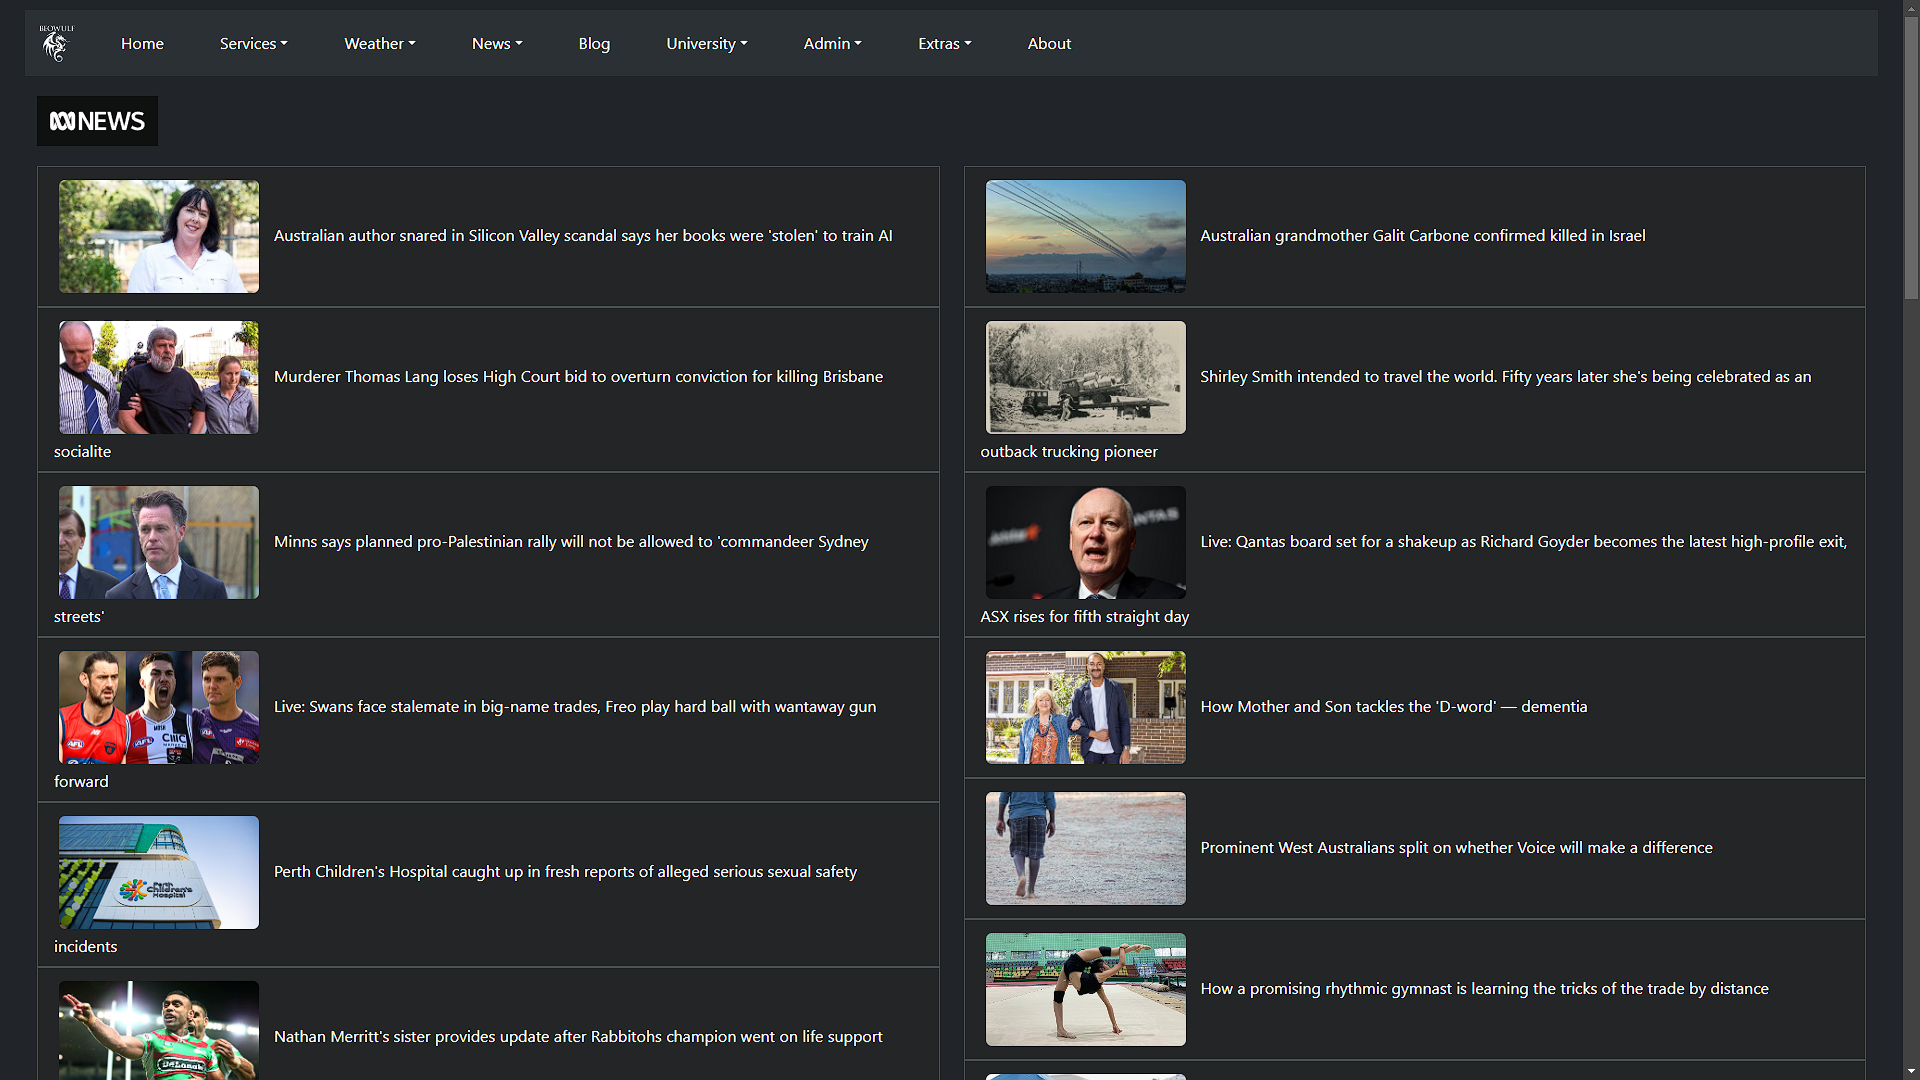 BEOWULF
Home Services Weather News Blog University Admin Extras About
NEWS
Australian author snared in Silicon Valley scandal says her books were 'stolen' to train AI
Murderer Thomas Lang loses High Court bid to overturn conviction for killing Brisbane
socialite
Minns says planned pro-Palestinian rally will not be allowed to 'commandeer Sydney
streets'
Live: Swans face stalemate in big-name trades, Freo play hard ball with wantaway gun
forward
Perth Children's Hospital caught up in fresh reports of alleged serious sexual safety
Perth
Children's
Hospital
incidents
Nathan Merritt's sister provides update after Rabbitohs champion went on life support
Australian grandmother Galit Carbone confirmed killed in Israel
Shirley Smith intended to travel the world. Fifty years later she's being celebrated as an
outback trucking pioneer
Live: Qantas board set for a shakeup as Richard Goyder becomes the latest high-profile exit,
ASX rises for fifth straight day
How Mother and Son tackles the 'D-word' — dementia
Prominent West Australians split on whether Voice will make a difference
How a promising rhythmic gymnast is learning the tricks of the trade by distance